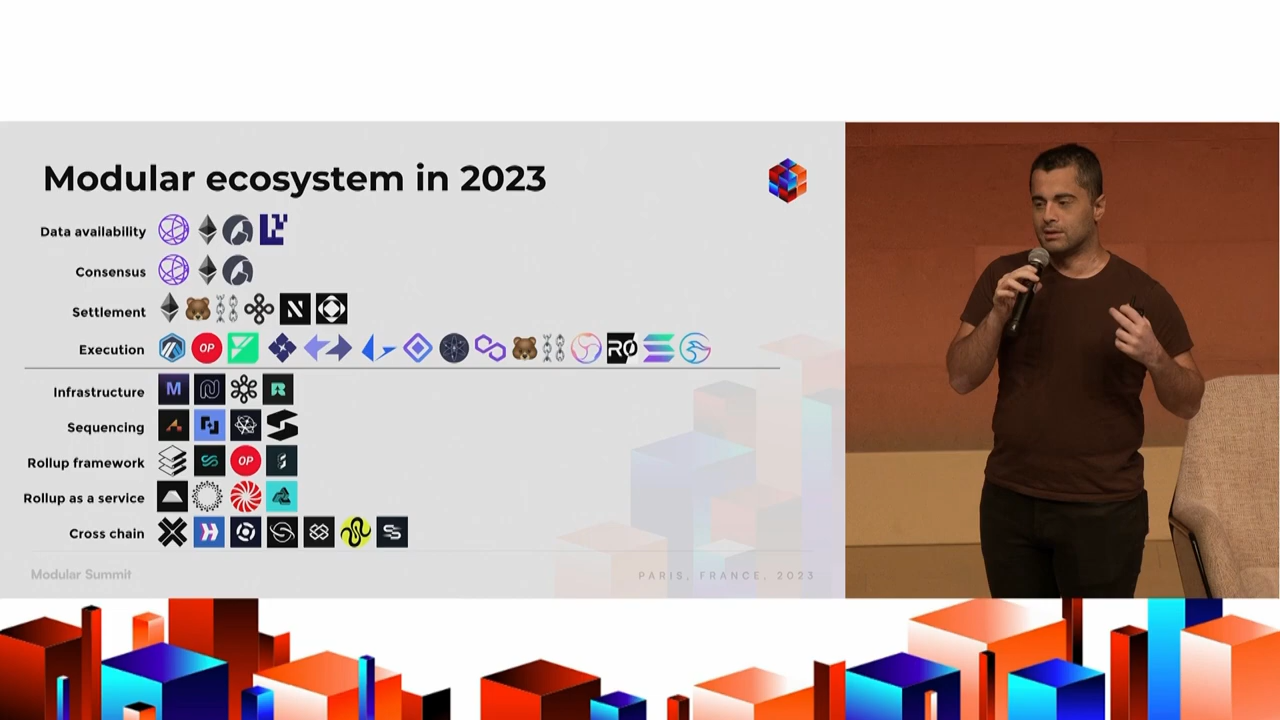 Modular ecosystem in 2023
Data availability
Consensus
Settlement
Execution
OP
RO
Infrastructure
M
Sequencing
Rollup framework
OP
Rollup as a service
Cross chain
Modular Summit
PARIS, FRANCE, 2023